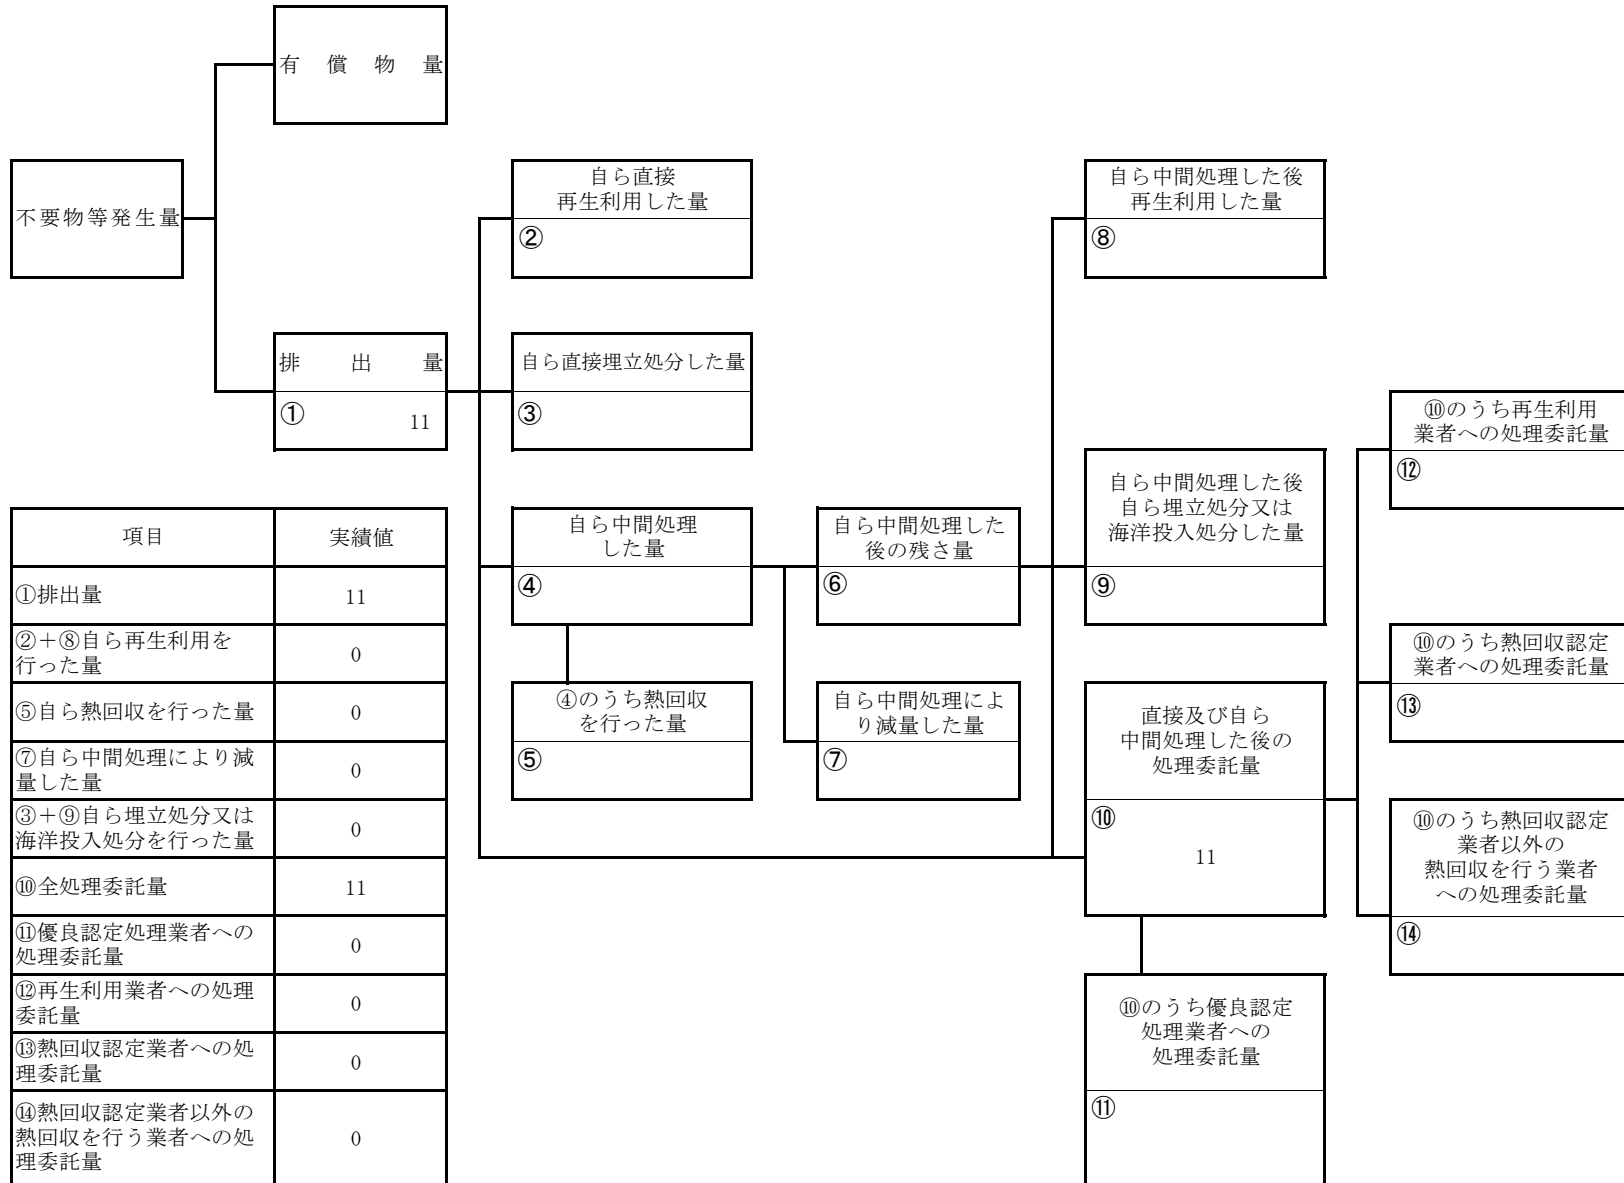 有償物量
不要物等発生量
自ら直接
再生利用した量
②
自ら中間処理した後
再生利用した量
⑧
排出量
①
11
自ら直接埋立処分した量
③
⑩のうち再生利用
業者への処理委託量
⑫
自ら中間処理
した量
④
自ら中間処理した
後の残さ量
⑥
自ら中間処理した後
自ら埋立処分又は
海洋投入処分した量
⑨
④のうち熱回収
を行った量
⑤
自ら中間処理によ
り減量した量
⑦
直接及び自ら
中間処理した後の
処理委託量
⑩
11
⑩のうち熱回収認定
業者への処理委託量
⑬
⑩のうち熱回収認定
業者以外の
熱回収を行う業者
への処理委託量
⑭
⑩のうち優良認定
処理業者への
処理委託量
⑪
項目 実績値
①排出量 11
②+⑧自ら再生利用を
行った量 0
⑤自ら熱回収を行った量 0
⑦自ら中間処理により減
量した量 0
③+⑨自ら埋立処分又は
海洋投入処分を行った量 0
⑩全処理委託量 11
⑪優良認定処理業者への
処理委託量 0
⑫再生利用業者への処理
委託量 0
⑬熱回収認定業者への処
理委託量 0
⑭熱回収認定業者以外の
熱回収を行う業者への処
理委託量 0